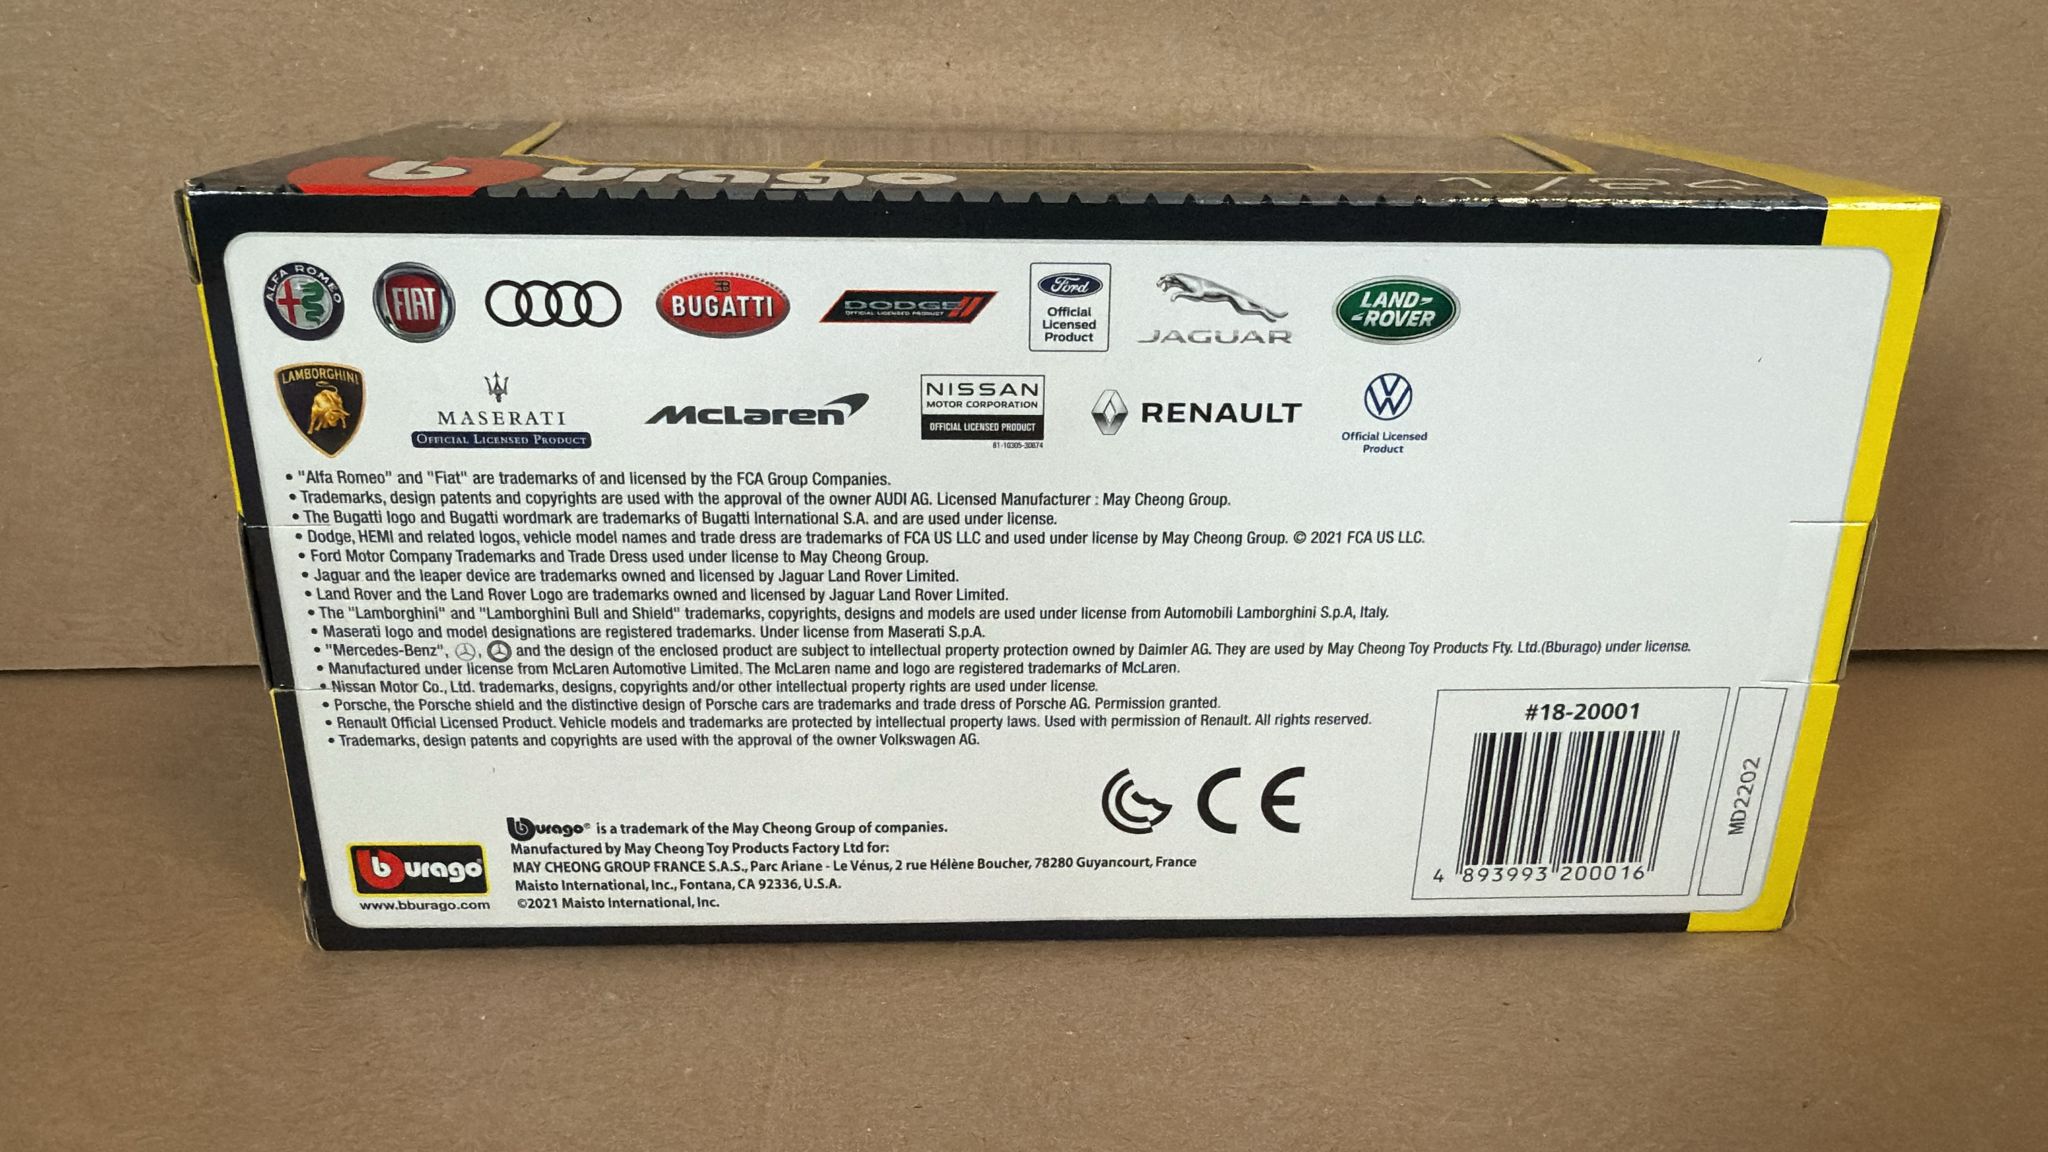 burago
1/24
ALFA ROMEO
FIAT
EB
BUGATTI
DODGE
OFFICIAL LICENSED PRODUCT
Ford
Official
Licensed
Product
JAGUAR
LAND-
-ROVER
LAMBORGHINI
MASERATI
OFFICIAL LICENSED PRODUCT
McLaren
NISSAN
MOTOR CORPORATION
OFFICIAL LICENSED PRODUCT
81-10305-30874
RENAULT
Official Licensed
Product
• "Alfa Romeo" and "Fiat" are trademarks of and licensed by the FCA Group Companies.
• Trademarks, design patents and copyrights are used with the approval of the owner AUDI AG. Licensed Manufacturer : May Cheong Group.
• The Bugatti logo and Bugatti wordmark are trademarks of Bugatti International S.A. and are used under license.
• Dodge, HEMI and related logos, vehicle model names and trade dress are trademarks of FCA US LLC and used under license by May Cheong Group. © 2021 FCA US LLC.
• Ford Motor Company Trademarks and Trade Dress used under license to May Cheong Group.
• Jaguar and the leaper device are trademarks owned and licensed by Jaguar Land Rover Limited.
• Land Rover and the Land Rover Logo are trademarks owned and licensed by Jaguar Land Rover Limited.
• The "Lamborghini" and "Lamborghini Bull and Shield" trademarks, copyrights, designs and models are used under license from Automobili Lamborghini S.p.A, Italy.
• Maserati logo and model designations are registered trademarks. Under license from Maserati S.p.A.
• "Mercedes-Benz", , and the design of the enclosed product are subject to intellectual property protection owned by Daimler AG. They are used by May Cheong Toy Products Fty. Ltd.(Bburago) under license.
• Manufactured under license from McLaren Automotive Limited. The McLaren name and logo are registered trademarks of McLaren.
• Nissan Motor Co., Ltd. trademarks, designs, copyrights and/or other intellectual property rights are used under license.
• Porsche, the Porsche shield and the distinctive design of Porsche cars are trademarks and trade dress of Porsche AG. Permission granted.
• Renault Official Licensed Product. Vehicle models and trademarks are protected by intellectual property laws. Used with permission of Renault. All rights reserved.
• Trademarks, design patents and copyrights are used with the approval of the owner Volkswagen AG.
#18-20001
4 893993 200016
MD2202
CE
burago
www.bburago.com
burago® is a trademark of the May Cheong Group of companies.
Manufactured by May Cheong Toy Products Factory Ltd for:
MAY CHEONG GROUP FRANCE S.A.S., Parc Ariane - Le Vénus, 2 rue Hélène Boucher, 78280 Guyancourt, France
Maisto International, Inc., Fontana, CA 92336, U.S.A.
©2021 Maisto International, Inc.